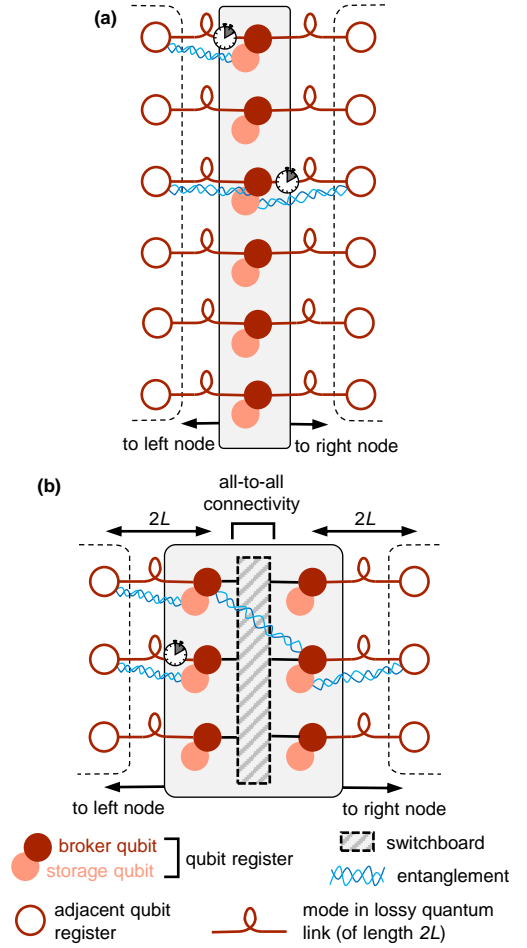 (a)
to left node
to right node
(b)
all-to-all
connectivity
2L
2L
to left node
to right node
broker qubit
storage qubit
qubit register
switchboard
entanglement
adjacent qubit
register
mode in lossy quantum
link (of length 2L)